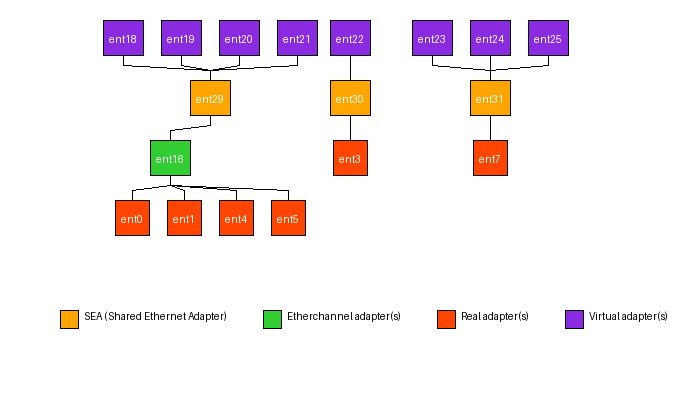 ent18 ent19 ent20 ent21 ent22 ent23 ent24 ent25
ent29 ent30 ent31
ent16 ent3 ent7
ent0 ent1 ent4 ent5
SEA (Shared Ethernet Adapter) Etherchannel adapter(s) Real adapter(s) Virtual adapter(s)